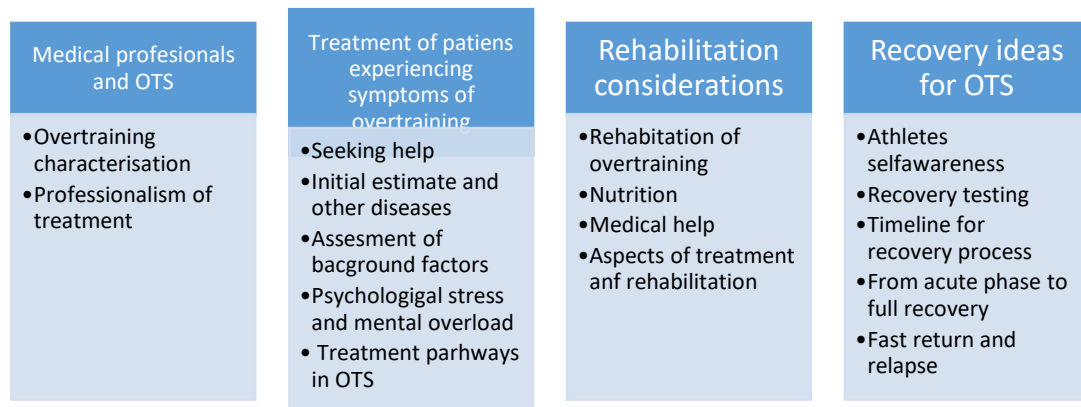 Medical profesionals
and OTS
•Overtraining
characterisation
•Professionalism of
treatment
Treatment of patiens
experiencing
symptoms of
overtraining
•Seeking help
•Initial estimate and
other diseases
•Assesment of
bacground factors
•Psychologigal stress
and mental overload
• Treatment parhways
in OTS
Rehabilitation
considerations
•Rehabitation of
overtraining
•Nutrition
•Medical help
•Aspects of treatment
anf rehabilitation
Recovery ideas
for OTS
•Athletes
selfawareness
•Recovery testing
•Timeline for
recovery process
•From acute phase to
full recovery
•Fast return and
relapse